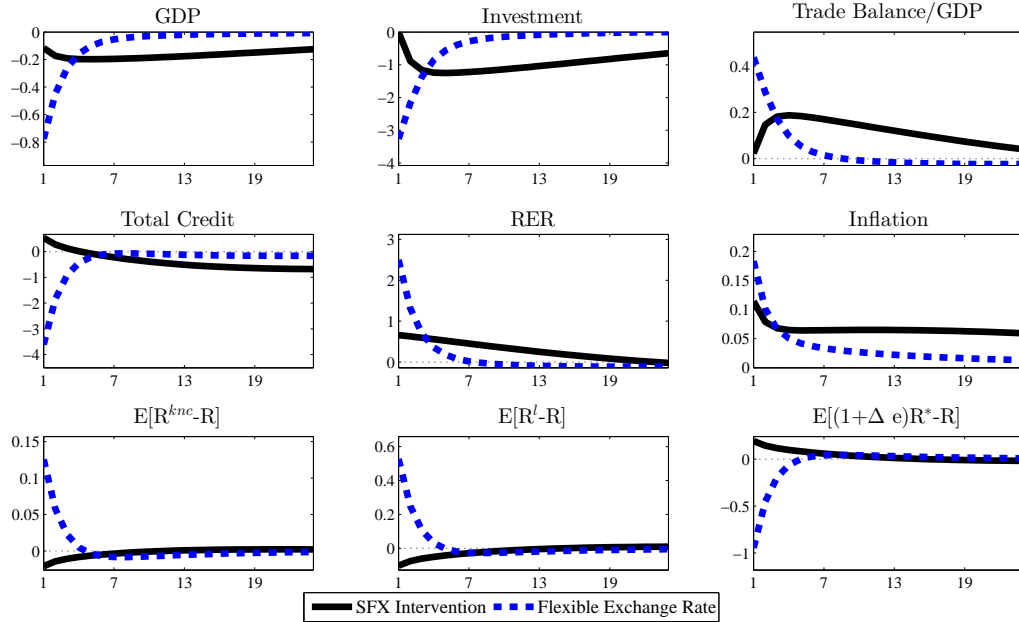 GDP
Investment
Trade Balance/GDP
0
−0.2
−0.4
−0.6
−0.8
1 7 13 19
0
−1
−2
−3
−4
1 7 13 19
0.4
0.2
0
1 7 13 19
Total Credit
RER
Inflation
0
−1
−2
−3
−4
1 7 13 19
3
2
1
0
1 7 13 19
0.2
0.15
0.1
0.05
0
1 7 13 19
E[R^knc-R]
E[R^l-R]
E[(1+Δ e)R^*-R]
0.15
0.1
0.05
0
1 7 13 19
0.6
0.4
0.2
0
1 7 13 19
0
−0.5
−1
1 7 13 19
SFX Intervention Flexible Exchange Rate